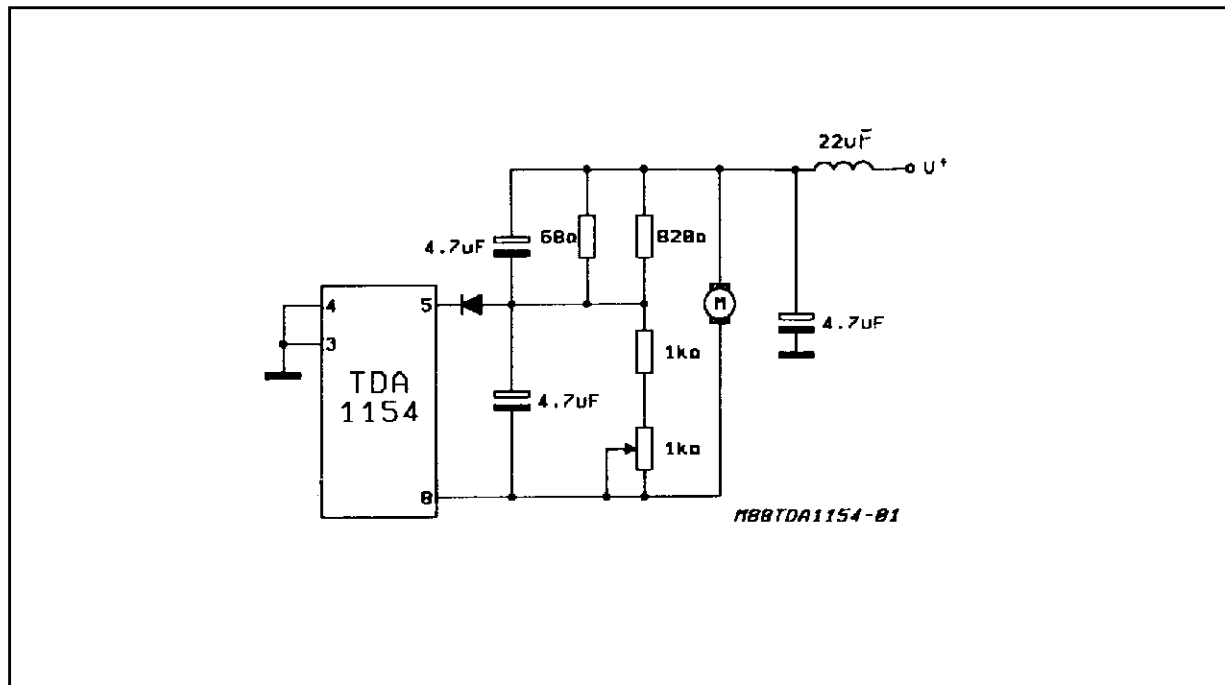 22uF
U+
4.7uF
68Ω
820Ω
M
4.7uF
4
3
5
TDA
1154
1kΩ
4.7uF
1kΩ
8
M88TDA1154-01